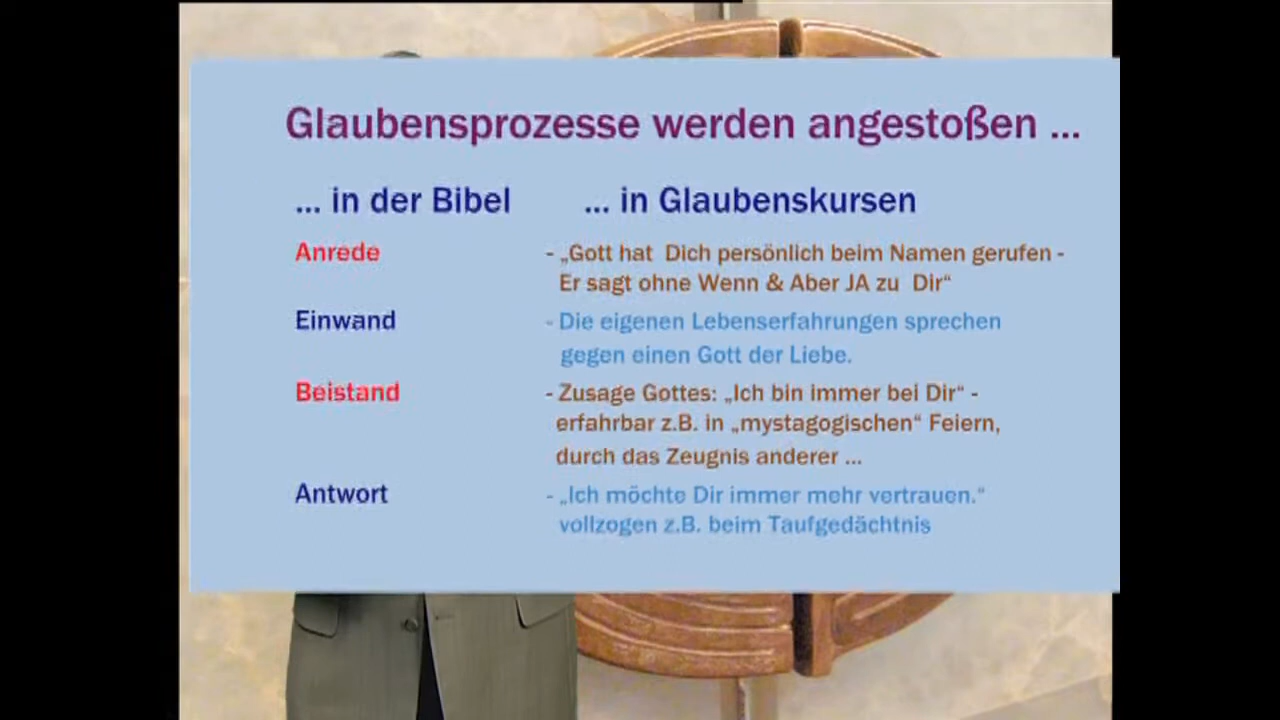 Glaubensprozesse werden angestoßen ...
... in der Bibel ... in Glaubenskursen
Anrede - „Gott hat Dich persönlich beim Namen gerufen -
Er sagt ohne Wenn & Aber JA zu Dir“
Einwand - Die eigenen Lebenserfahrungen sprechen
gegen einen Gott der Liebe.
Beistand - Zusage Gottes: „Ich bin immer bei Dir“ -
erfahrbar z.B. in „mystagogischen“ Feiern,
durch das Zeugnis anderer ...
Antwort - „Ich möchte Dir immer mehr vertrauen.“
vollzogen z.B. beim Taufgedächtnis